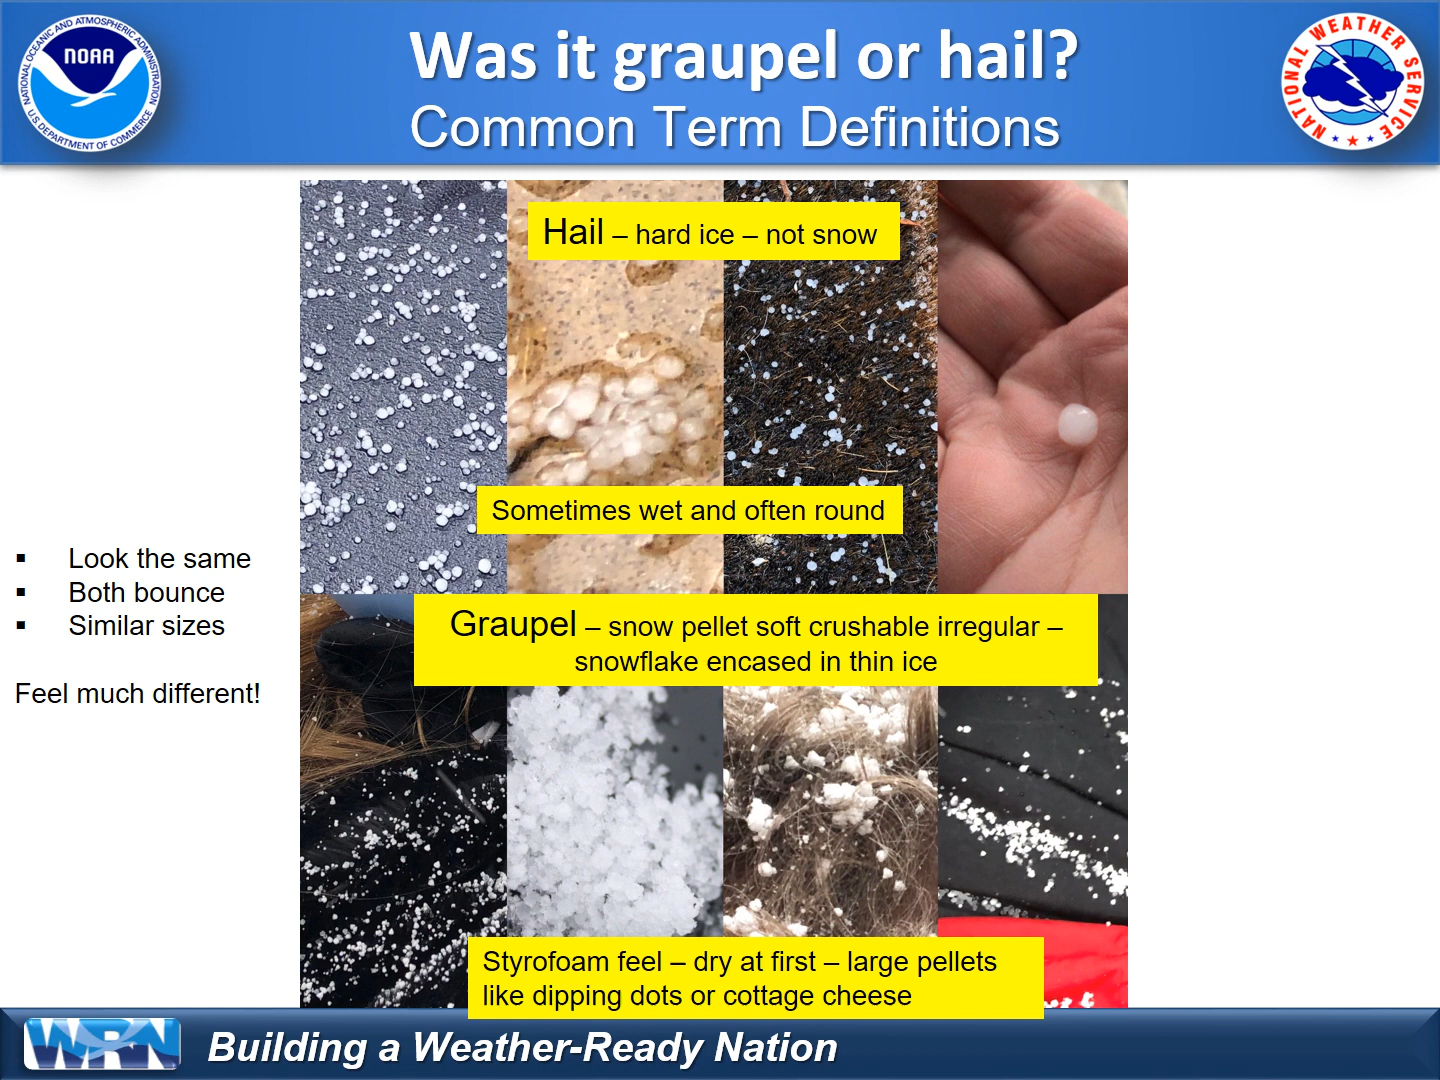 Was it graupel or hail?
Common Term Definitions
NOAA
NATIONAL OCEANIC AND ATMOSPHERIC ADMINISTRATION
U.S. DEPARTMENT OF COMMERCE
NATIONAL WEATHER SERVICE
Hail – hard ice – not snow
Sometimes wet and often round
▪ Look the same
▪ Both bounce
▪ Similar sizes
Feel much different!
Graupel – snow pellet soft crushable irregular –
snowflake encased in thin ice
Styrofoam feel – dry at first – large pellets
like dipping dots or cottage cheese
WRN
Building a Weather-Ready Nation